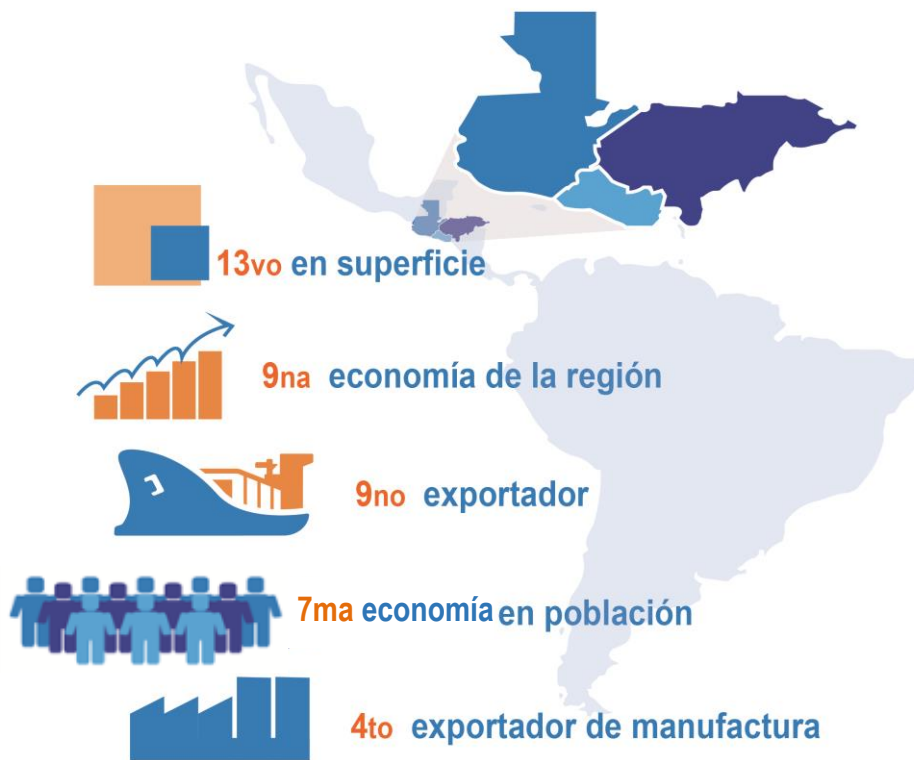 13vo en superficie
9na economía de la región
9no exportador
7ma economía en población
4to exportador de manufactura